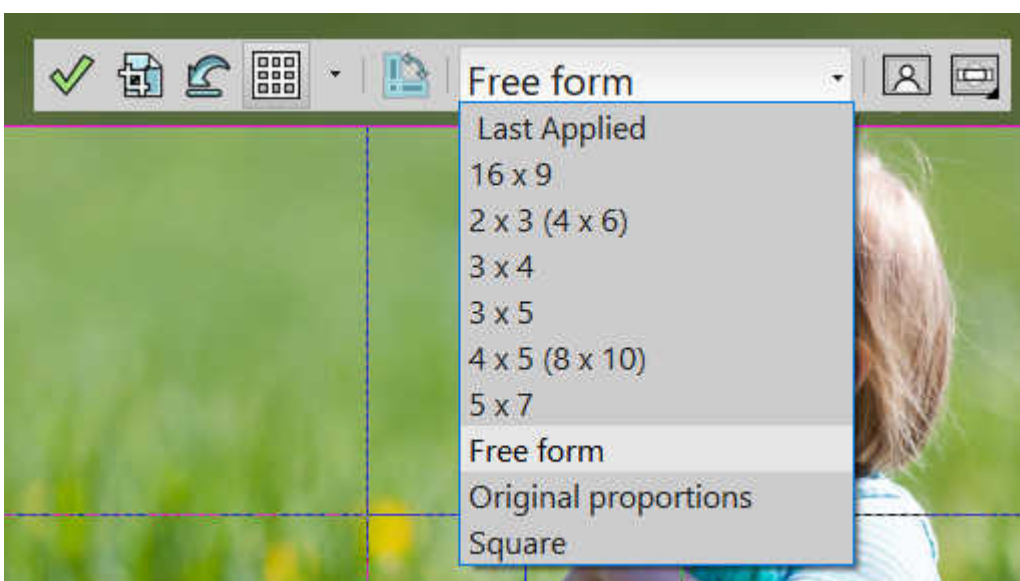 Free form
Last Applied
16 x 9
2 x 3 (4 x 6)
3 x 4
3 x 5
4 x 5 (8 x 10)
5 x 7
Free form
Original proportions
Square